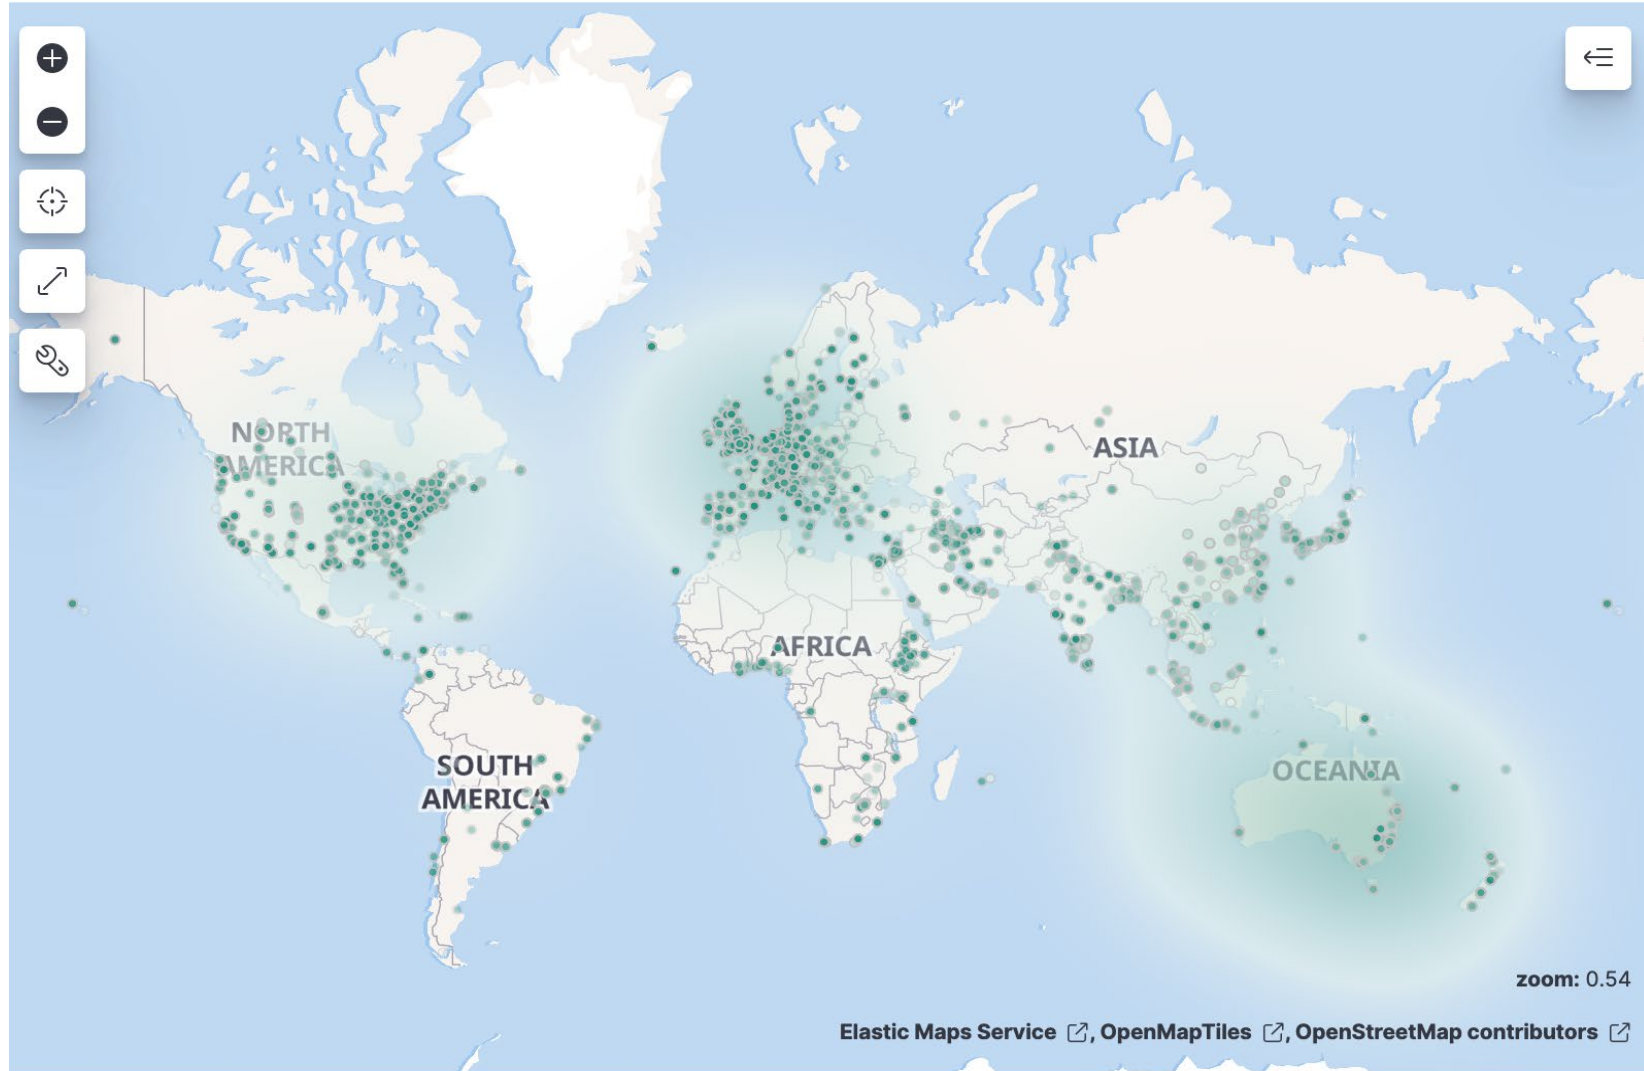 NORTH
AMERICA
ASIA
AFRICA
SOUTH
AMERICA
OCEANIA
zoom: 0.54
Elastic Maps Service , OpenMapTiles , OpenStreetMap contributors